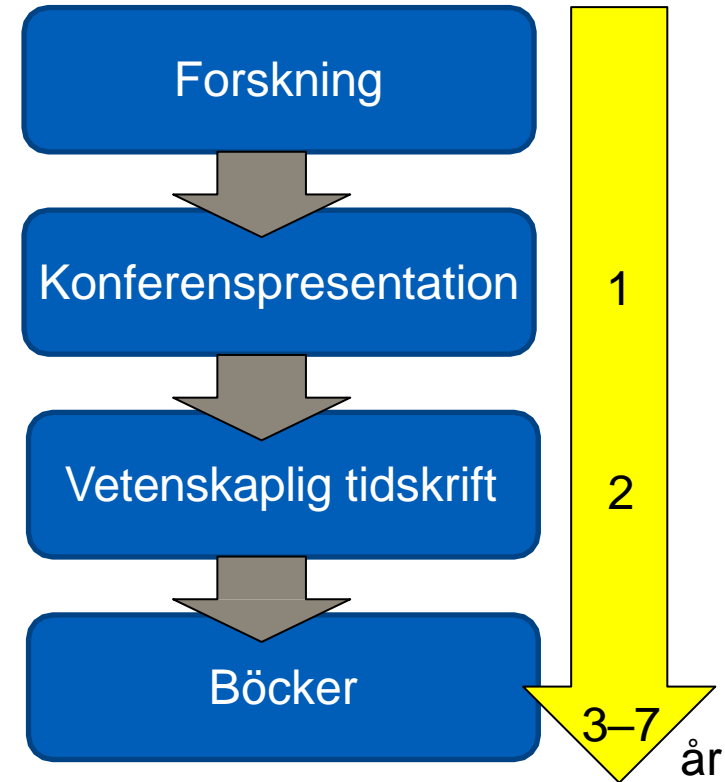 Forskning
Konferenspresentation
1
Vetenskaplig tidskrift
2
Böcker
3–7
år